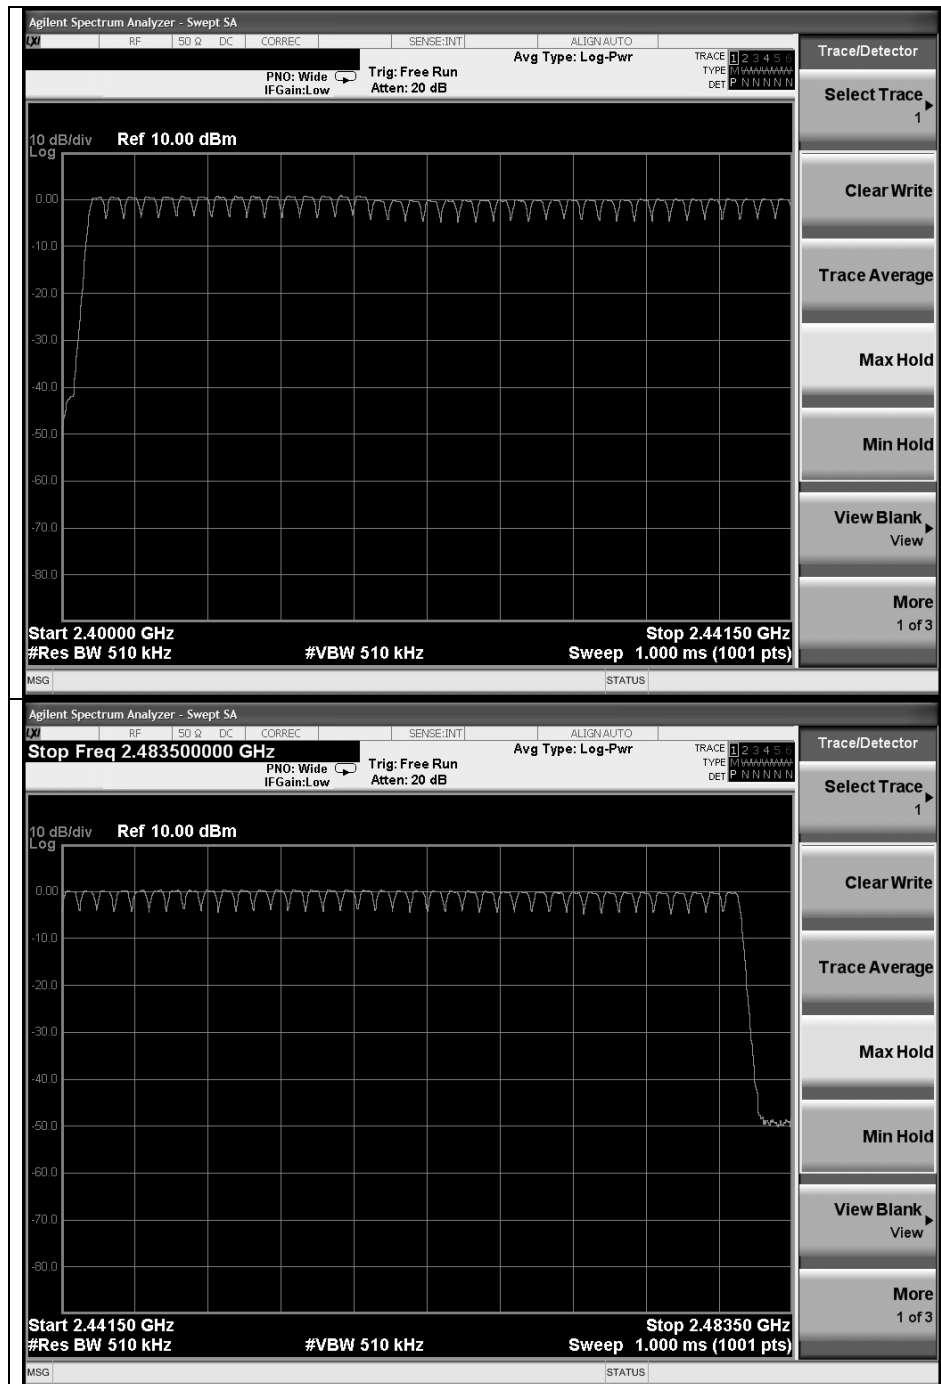 Agilent Spectrum Analyzer - Swept SA
LXI RF 50 Ω DC CORREC SENSE:INT ALIGN AUTO
Avg Type: Log-Pwr
TRACE 1 2 3 4 5 6
PNO: Wide Trig: Free Run
TYPE M WWWWW
IFGain:Low Atten: 20 dB
DET P N N N N N
10 dB/div Ref 10.00 dBm
Log
0.00
-10.0
-20.0
-30.0
-40.0
-50.0
-60.0
-70.0
-80.0
Start 2.40000 GHz Stop 2.44150 GHz
#Res BW 510 kHz #VBW 510 kHz Sweep 1.000 ms (1001 pts)
MSG STATUS
Trace/Detector
Select Trace
1
Clear Write
Trace Average
Max Hold
Min Hold
View Blank
View
More
1 of 3
Agilent Spectrum Analyzer - Swept SA
LXI RF 50 Ω DC CORREC SENSE:INT ALIGN AUTO
Stop Freq 2.483500000 GHz Avg Type: Log-Pwr
TRACE 1 2 3 4 5 6
PNO: Wide Trig: Free Run
TYPE M WWWWW
IFGain:Low Atten: 20 dB
DET P N N N N N
10 dB/div Ref 10.00 dBm
Log
0.00
-10.0
-20.0
-30.0
-40.0
-50.0
-60.0
-70.0
-80.0
Start 2.44150 GHz Stop 2.48350 GHz
#Res BW 510 kHz #VBW 510 kHz Sweep 1.000 ms (1001 pts)
MSG STATUS
Trace/Detector
Select Trace
1
Clear Write
Trace Average
Max Hold
Min Hold
View Blank
View
More
1 of 3